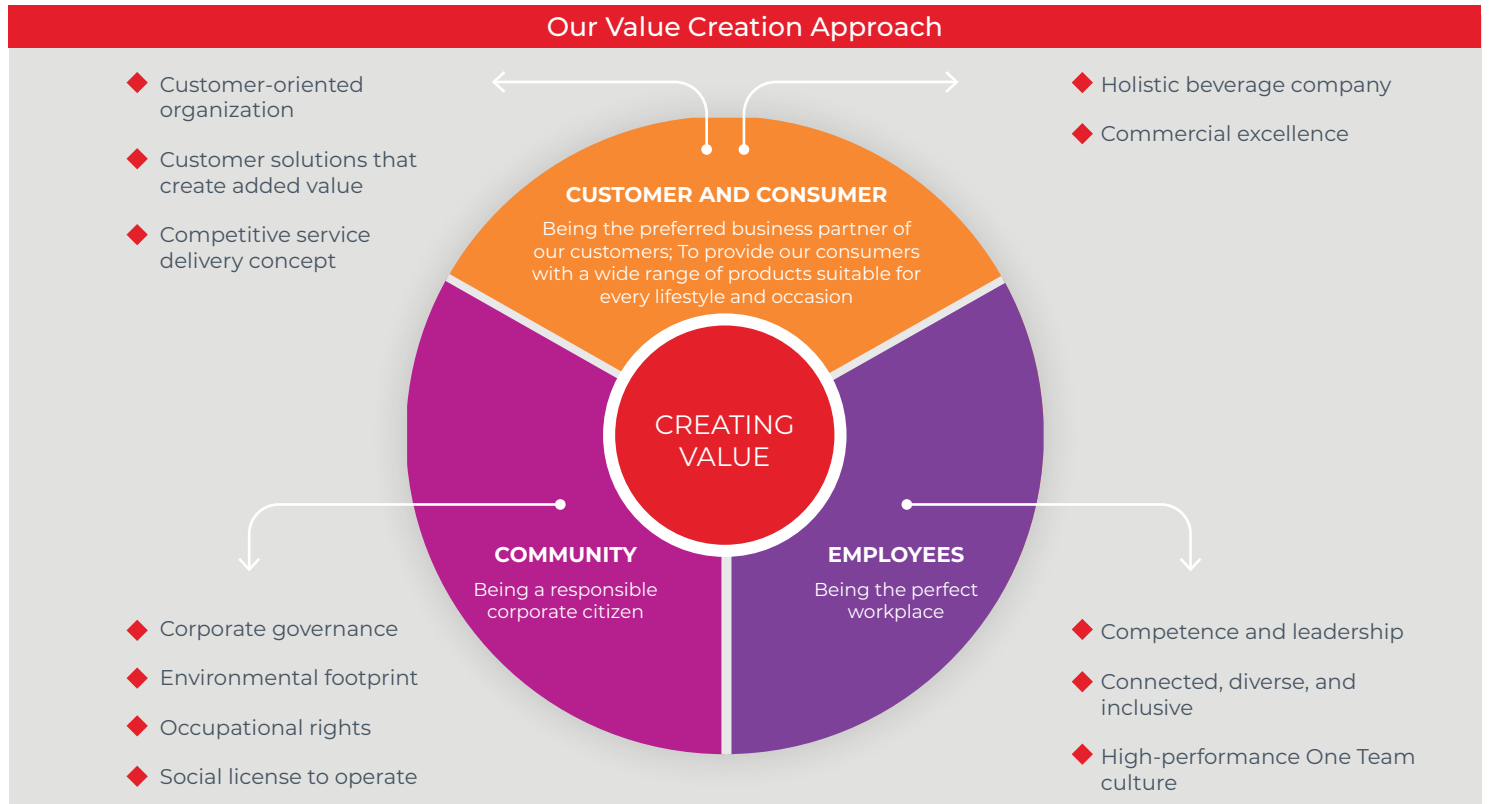 Our Value Creation Approach
Customer-oriented
organization
Customer solutions that
create added value
Competitive service
delivery concept
Holistic beverage company
Commercial excellence
CUSTOMER AND CONSUMER
Being the preferred business partner of
our customers; To provide our consumers
with a wide range of products suitable for
every lifestyle and occasion
CREATING
VALUE
COMMUNITY
Being a responsible
corporate citizen
EMPLOYEES
Being the perfect
workplace
Corporate governance
Environmental footprint
Occupational rights
Social license to operate
Competence and leadership
Connected, diverse, and
inclusive
High-performance One Team
culture